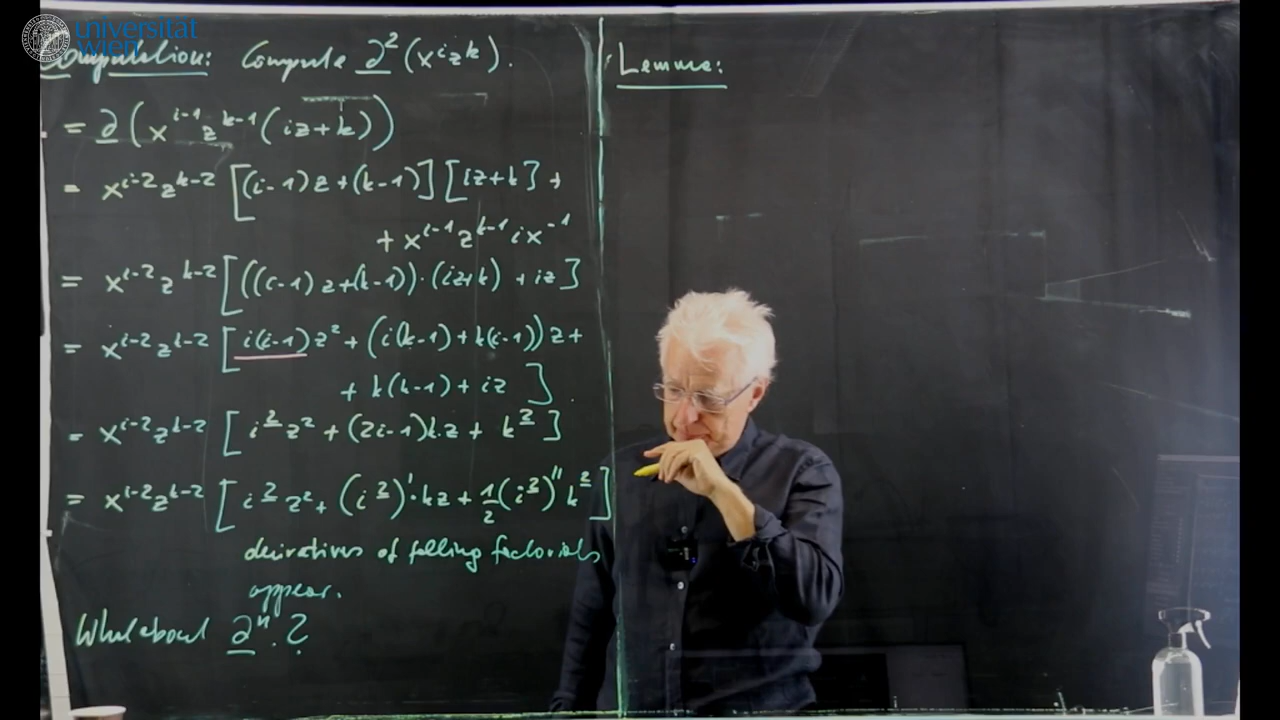 universität
wien
Computation: Compute ∂²(xⁱzᵏ).
= ∂(xⁱ⁻¹zᵏ⁻¹(iz+k))
= xⁱ⁻²zᵏ⁻²[(i-1)z+(k-1)][iz+k] +
+ xⁱ⁻¹zᵏ⁻¹ix⁻¹
= xⁱ⁻²zᵏ⁻²[((i-1)z+(k-1))·(iz+k) + iz]
= xⁱ⁻²zᵏ⁻²[i(i-1)z² + (i(k-1)+k(i-1))z +
+ k(k-1) + iz].
= xⁱ⁻²zᵏ⁻²[i²z² + (2i-1)k·z + k²]
= xⁱ⁻²zᵏ⁻²[i²z² + (i²)'·kz + ½(i²)''k²]
derivatives of falling factorials
appear.
What about ∂ⁿ.?
Lemma: